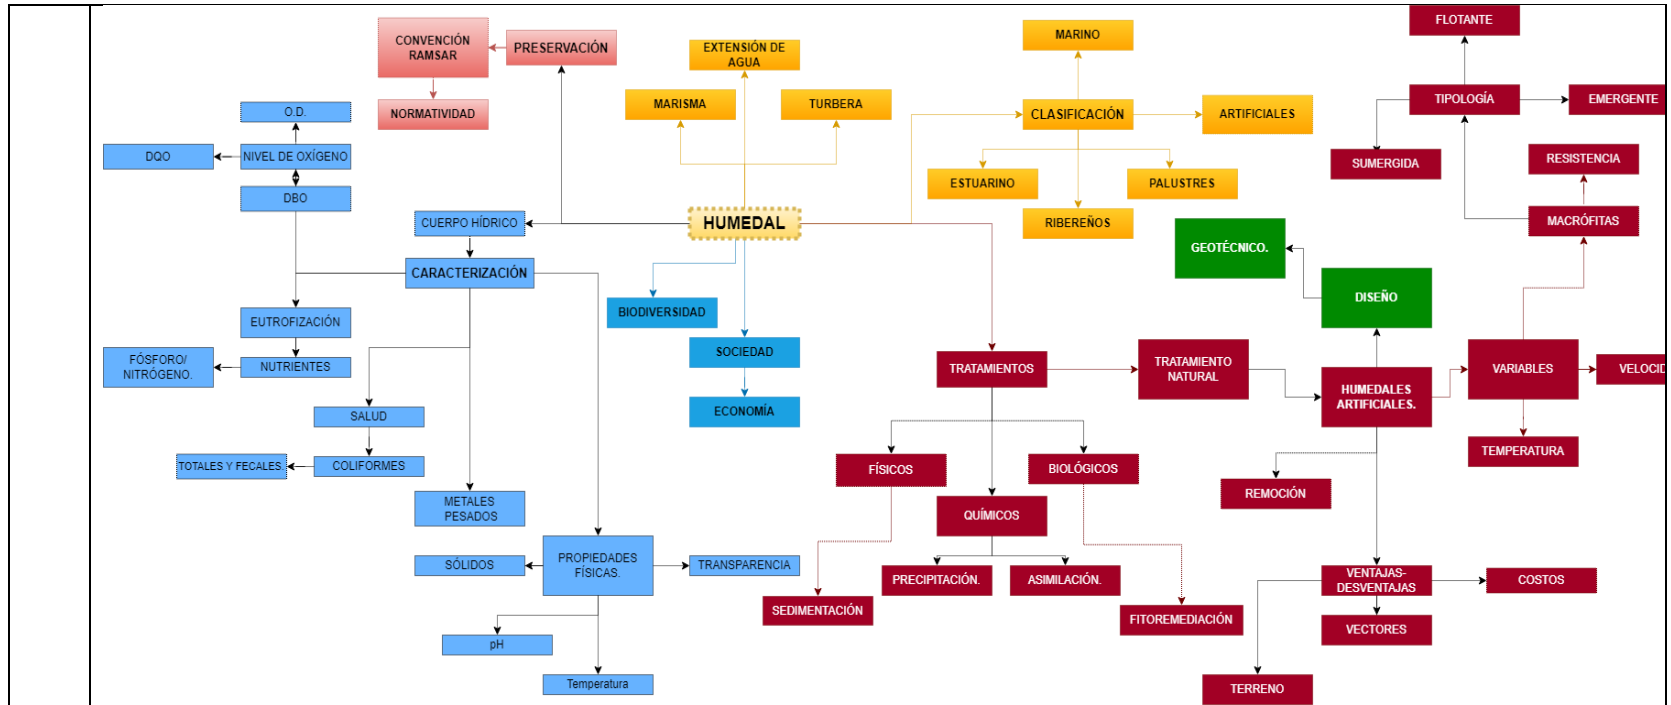 FLOTANTE
MARINO
CONVENCIÓN
RAMSAR
PRESERVACIÓN
EXTENSIÓN DE
AGUA
MARISMA
TURBERA
CLASIFICACIÓN
ARTIFICIALES
TIPOLOGÍA
EMERGENTE
NORMATIVIDAD
O.D.
DQO
NIVEL DE OXÍGENO
SUMERGIDA
RESISTENCIA
DBO
ESTUARINO
PALUSTRES
CUERPO HÍDRICO
HUMEDAL
RIBEREÑOS
MACRÓFITAS
GEOTÉCNICO.
CARACTERIZACIÓN
DISEÑO
BIODIVERSIDAD
EUTROFIZACIÓN
SOCIEDAD
FÓSFORO/
NITRÓGENO.
NUTRIENTES
TRATAMIENTOS
TRATAMIENTO
NATURAL
HUMEDALES
ARTIFICIALES.
VARIABLES
VELOCID
ECONOMÍA
SALUD
TEMPERATURA
TOTALES Y FECALES.
COLIFORMES
FÍSICOS
BIOLÓGICOS
REMOCIÓN
METALES
PESADOS
QUÍMICOS
SÓLIDOS
PROPIEDADES
FÍSICAS.
TRANSPARENCIA
PRECIPITACIÓN.
ASIMILACIÓN.
VENTAJAS-
DESVENTAJAS
COSTOS
SEDIMENTACIÓN
FITOREMEDIACIÓN
VECTORES
pH
Temperatura
TERRENO